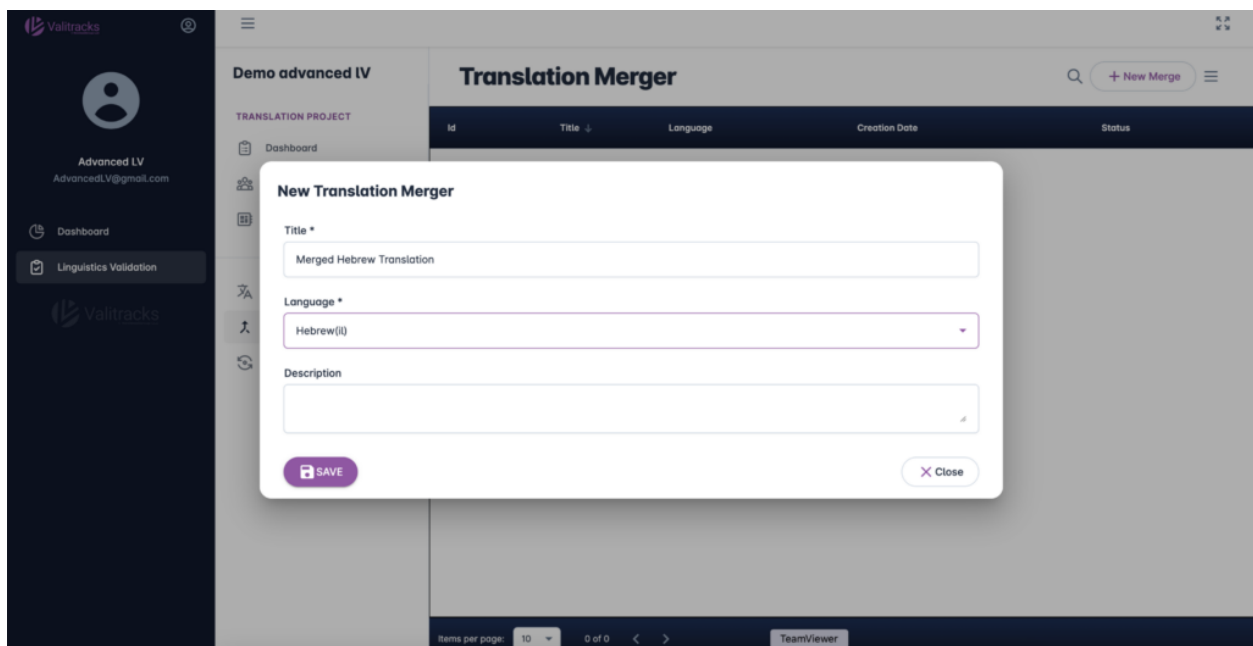 Valitracks
Demo advanced lV
Translation Merger
+ New Merge
TRANSLATION PROJECT
Id
Title ↓
Language
Creation Date
Status
Dashboard
Advanced LV
AdvancedLV@gmail.com
Dashboard
Linguistics Validation
Valitracks
New Translation Merger
Title *
Merged Hebrew Translation
Language *
Hebrew(il)
Description
SAVE
Close
Items per page:
10
0 of 0
TeamViewer